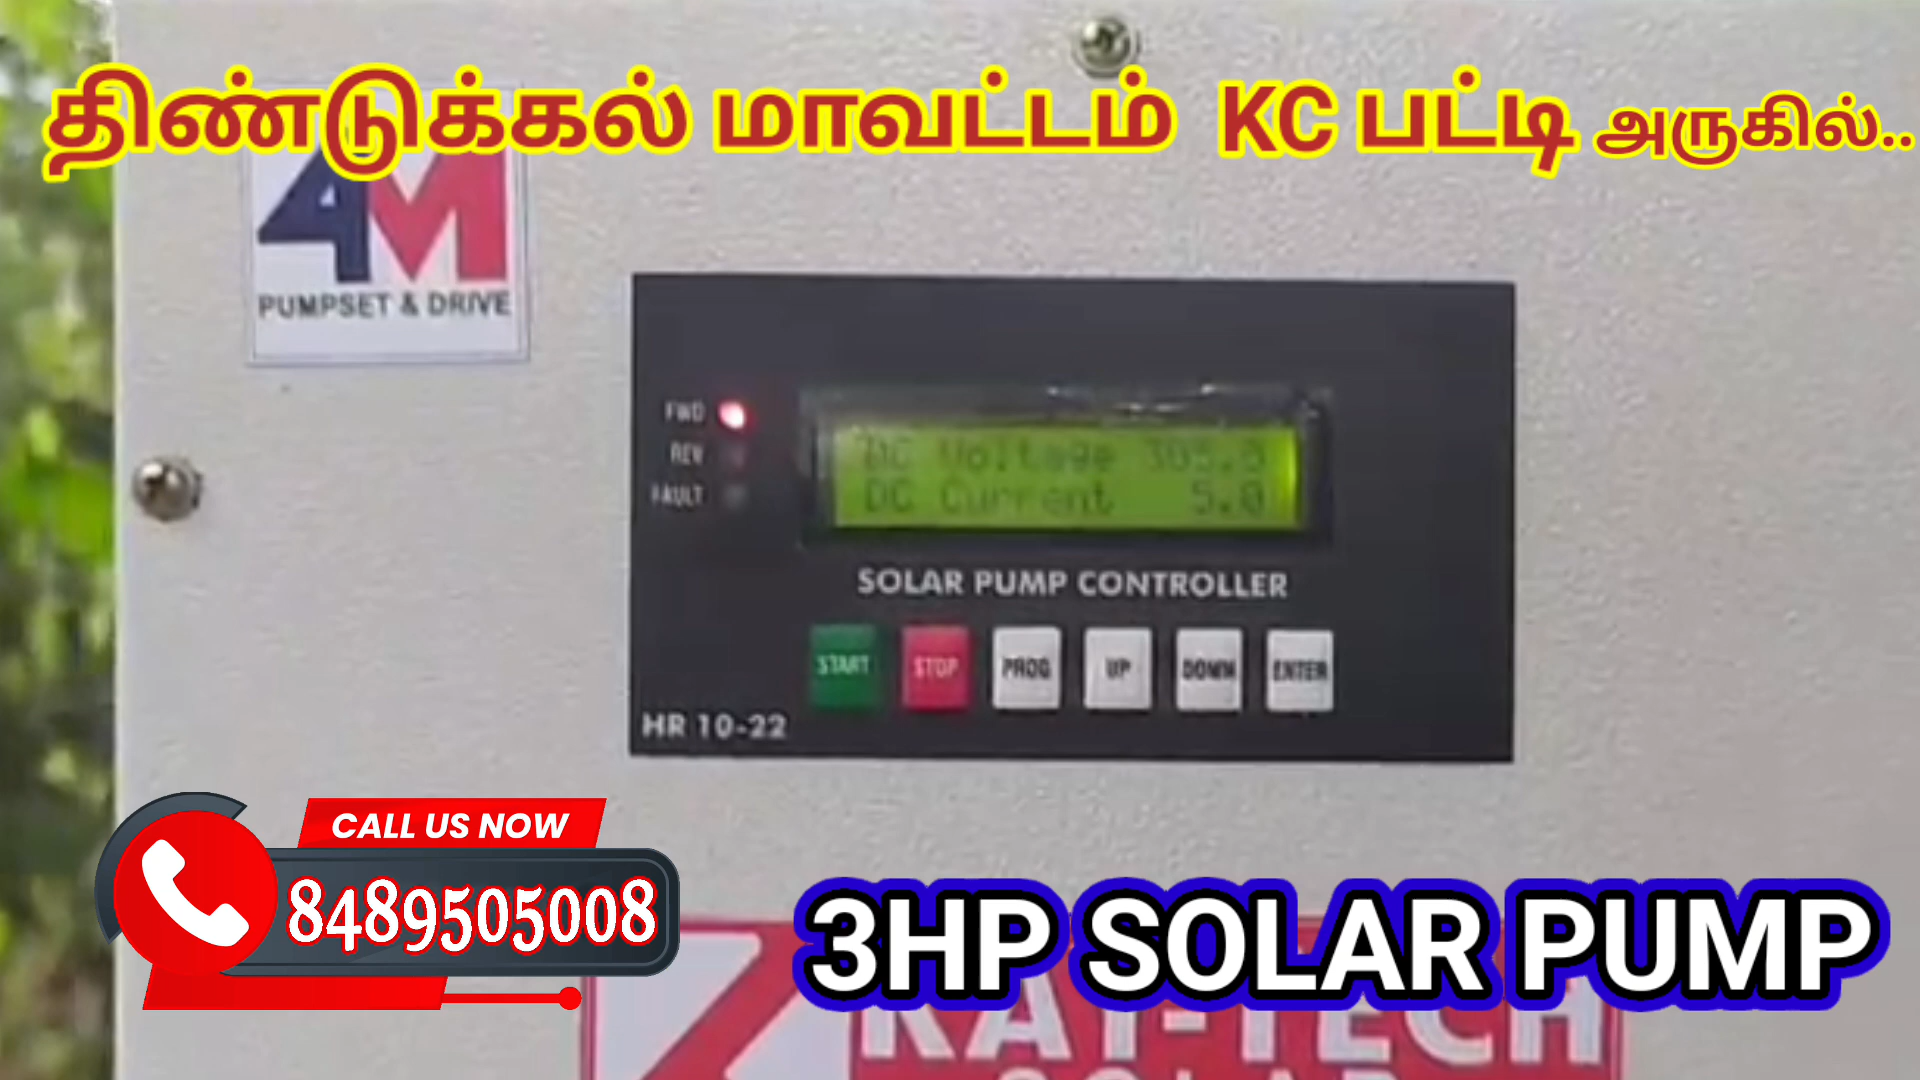 திண்டுக்கல் மாவட்டம் KC பட்டி அருகில்..
4M
PUMPSET & DRIVE
FWD
REV
FAULT
DC Voltage
DC Current 5.0
SOLAR PUMP CONTROLLER
START STOP PROG UP DOWN ENTER
HR 10-22
CALL US NOW
8489505008
3HP SOLAR PUMP
SOLAR